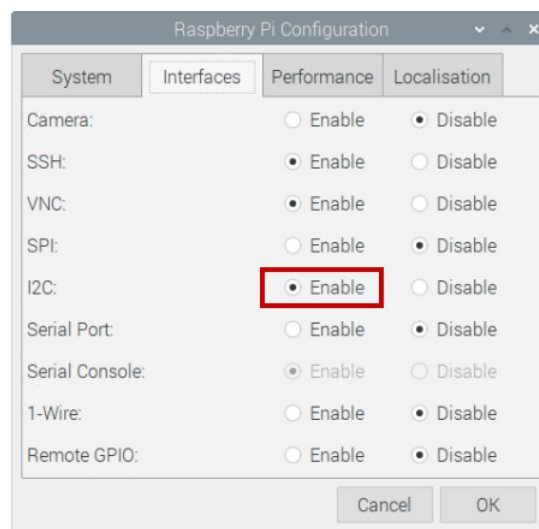 Raspberry Pi Configuration
System Interfaces Performance Localisation
Camera: Enable Disable
SSH: Enable Disable
VNC: Enable Disable
SPI: Enable Disable
I2C: Enable Disable
Serial Port: Enable Disable
Serial Console: Enable Disable
1-Wire: Enable Disable
Remote GPIO: Enable Disable
Cancel OK